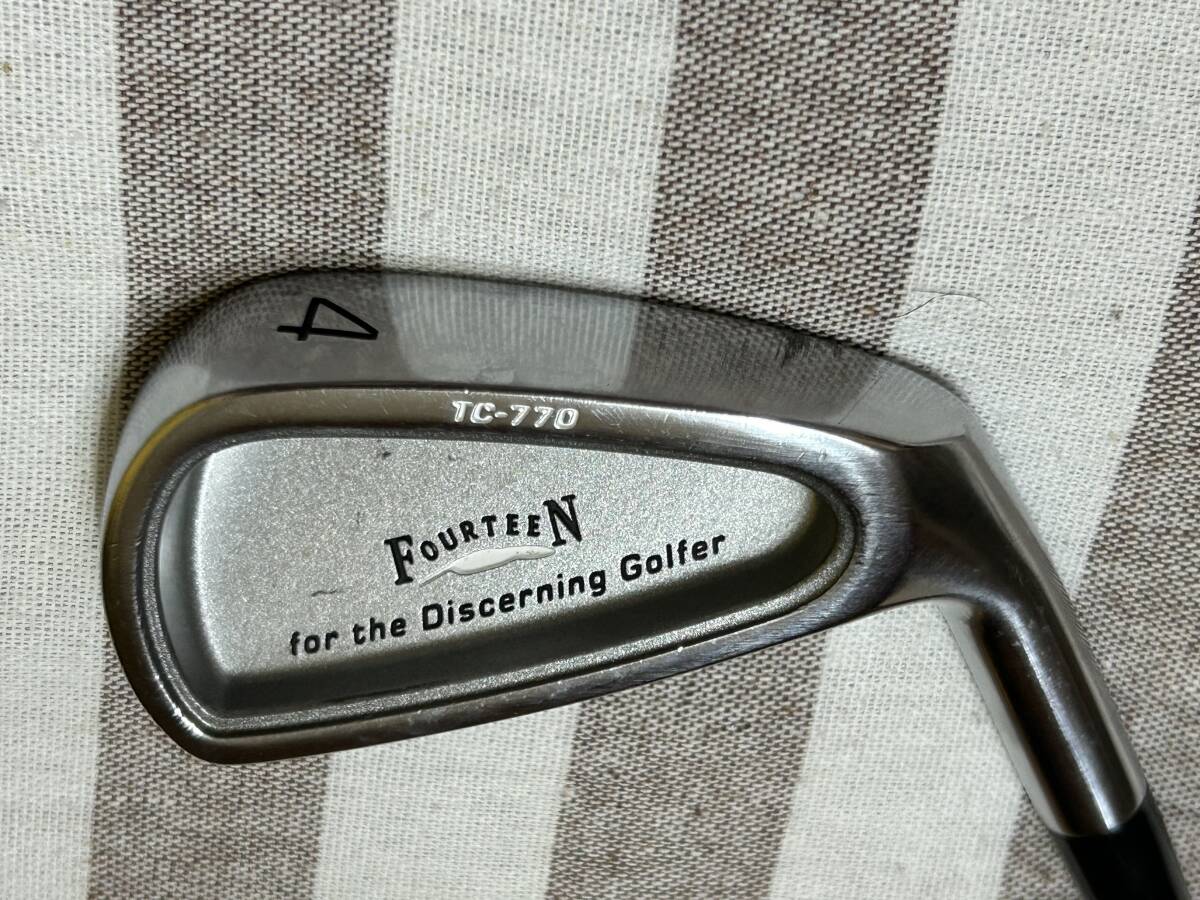 4
TC-770
FOURTEEN
for the Discerning Golfer